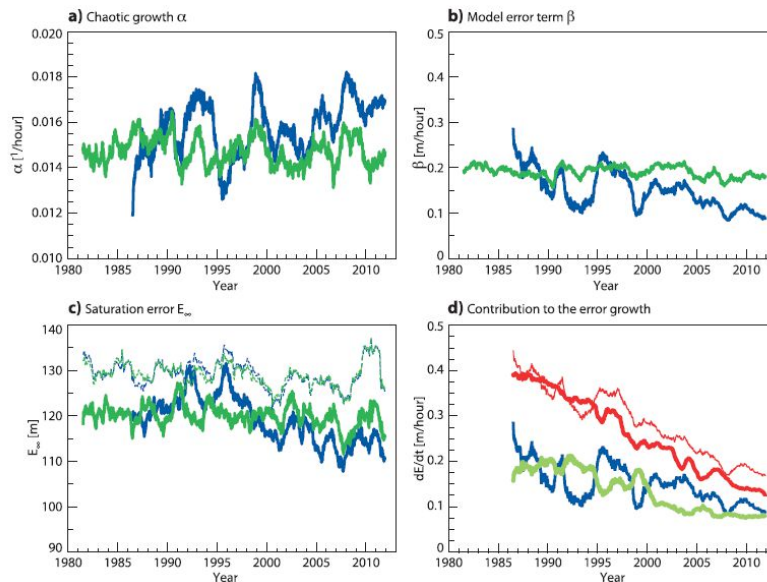 a) Chaotic growth α
0.020
0.018
0.016
0.014
0.012
0.010
α [1/hour]
1980 1985 1990 1995 2000 2005 2010
Year
b) Model error term β
0.5
0.4
0.3
0.2
0.1
0
β [m/hour]
1980 1985 1990 1995 2000 2005 2010
Year
c) Saturation error E∞
140
130
120
110
100
90
E∞ [m]
1980 1985 1990 1995 2000 2005 2010
Year
d) Contribution to the error growth
0.5
0.4
0.3
0.2
0.1
0
dE/dt [m/hour]
1980 1985 1990 1995 2000 2005 2010
Year